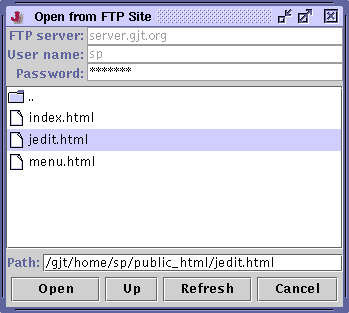 Open from FTP Site
FTP server: server.gjt.org
User name: sp
Password: *******
..
index.html
jedit.html
menu.html
Path: /gjt/home/sp/public_html/jedit.html
Open Up Refresh Cancel